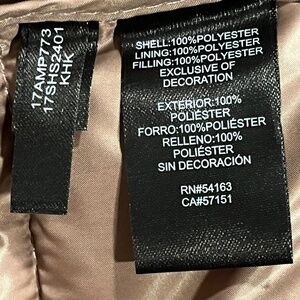 17AMP773
17SHS2401
KHK
SHELL:100%POLYESTER
LINING:100%POLYESTER
FILLING:100%POLYESTER
EXCLUSIVE OF
DECORATION
EXTERIOR:100%
POLIÉSTER
FORRO:100%POLIÉSTER
RELLENO:100%
POLIÉSTER
SIN DECORACIÓN
RN#54163
CA#57151